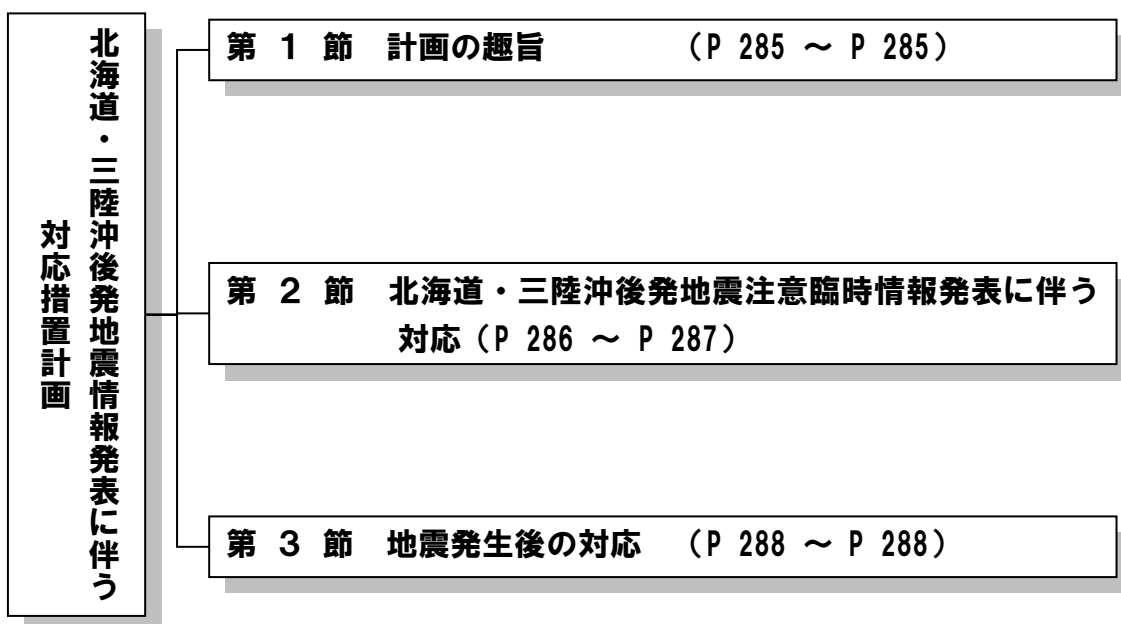 北海道・三陸沖後発地震情報発表に伴う
対応措置計画
第 1 節 計画の趣旨 （P 285 ～ P 285）
第 2 節 北海道・三陸沖後発地震注意臨時情報発表に伴う
対応（P 286 ～ P 287）
第 3 節 地震発生後の対応 （P 288 ～ P 288）